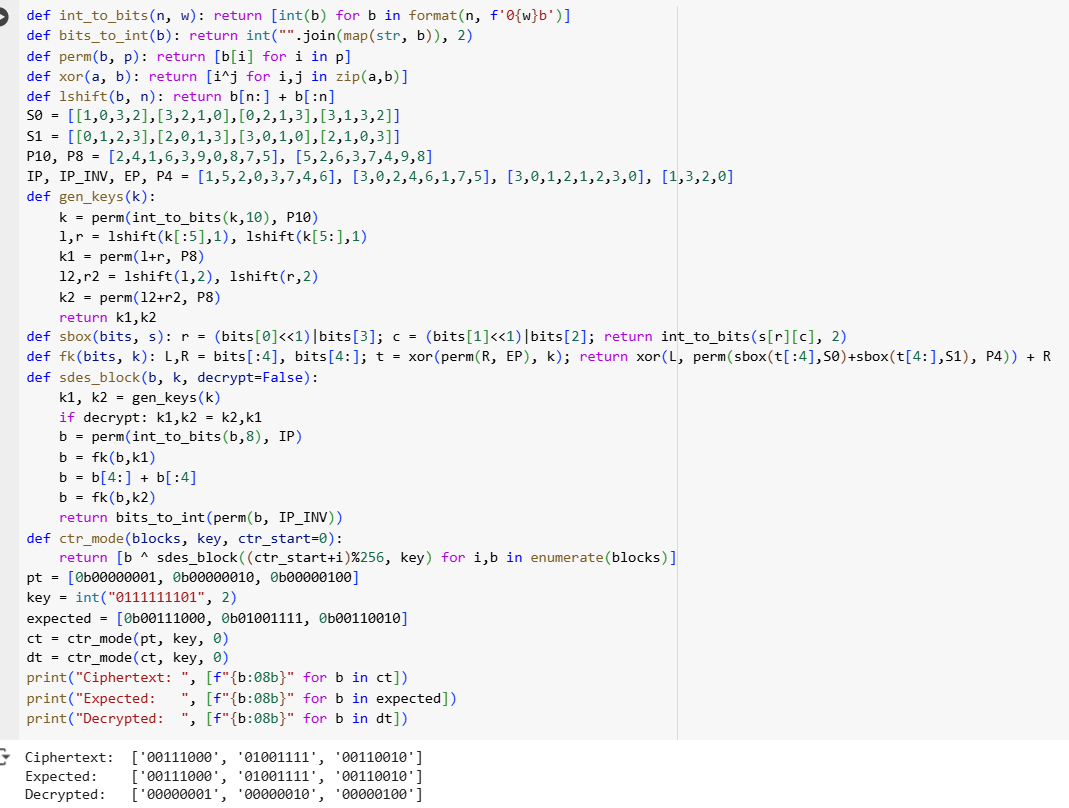 def int_to_bits(n, w): return [int(b) for b in format(n, f'0{w}b')]
def bits_to_int(b): return int("".join(map(str, b)), 2)
def perm(b, p): return [b[i] for i in p]
def xor(a, b): return [i^j for i,j in zip(a,b)]
def lshift(b, n): return b[n:] + b[:n]
S0 = [[1,0,3,2],[3,2,1,0],[0,2,1,3],[3,1,3,2]]
S1 = [[0,1,2,3],[2,0,1,3],[3,0,1,0],[2,1,0,3]]
P10, P8 = [2,4,1,6,3,9,0,8,7,5], [5,2,6,3,7,4,9,8]
IP, IP_INV, EP, P4 = [1,5,2,0,3,7,4,6], [3,0,2,4,6,1,7,5], [3,0,1,2,1,2,3,0], [1,3,2,0]
def gen_keys(k):
    k = perm(int_to_bits(k,10), P10)
    l,r = lshift(k[:5],1), lshift(k[5:],1)
    k1 = perm(l+r, P8)
    l2,r2 = lshift(l,2), lshift(r,2)
    k2 = perm(l2+r2, P8)
    return k1,k2
def sbox(bits, s): r = (bits[0]<<1)|bits[3]; c = (bits[1]<<1)|bits[2]; return int_to_bits(s[r][c], 2)
def fk(bits, k): L,R = bits[:4], bits[4:]; t = xor(perm(R, EP), k); return xor(L, perm(sbox(t[:4],S0)+sbox(t[4:],S1), P4)) + R
def sdes_block(b, k, decrypt=False):
    k1, k2 = gen_keys(k)
    if decrypt: k1,k2 = k2,k1
    b = perm(int_to_bits(b,8), IP)
    b = fk(b,k1)
    b = b[4:] + b[:4]
    b = fk(b,k2)
    return bits_to_int(perm(b, IP_INV))
def ctr_mode(blocks, key, ctr_start=0):
    return [b ^ sdes_block((ctr_start+i)%256, key) for i,b in enumerate(blocks)]
pt = [0b00000001, 0b00000010, 0b00000100]
key = int("0111111101", 2)
expected = [0b00111000, 0b01001111, 0b00110010]
ct = ctr_mode(pt, key, 0)
dt = ctr_mode(ct, key, 0)
print("Ciphertext: ", [f"{b:08b}" for b in ct])
print("Expected:   ", [f"{b:08b}" for b in expected])
print("Decrypted:  ", [f"{b:08b}" for b in dt])
Ciphertext:  ['00111000', '01001111', '00110010']
Expected:    ['00111000', '01001111', '00110010']
Decrypted:   ['00000001', '00000010', '00000100']